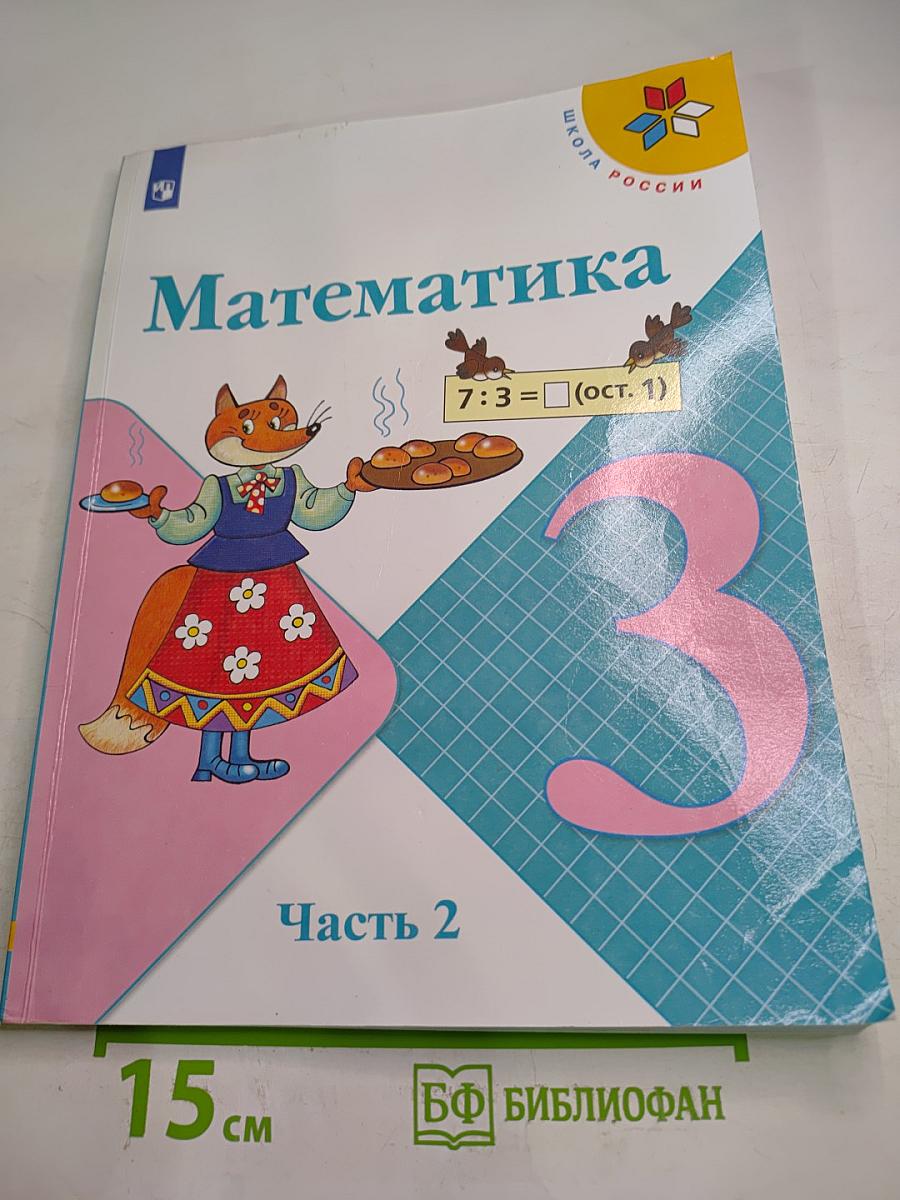 ШКОЛА РОССИИ
Математика
7 : 3 = □ (ост. 1)
3
Часть 2
15 см
БФ БИБЛИОФАН